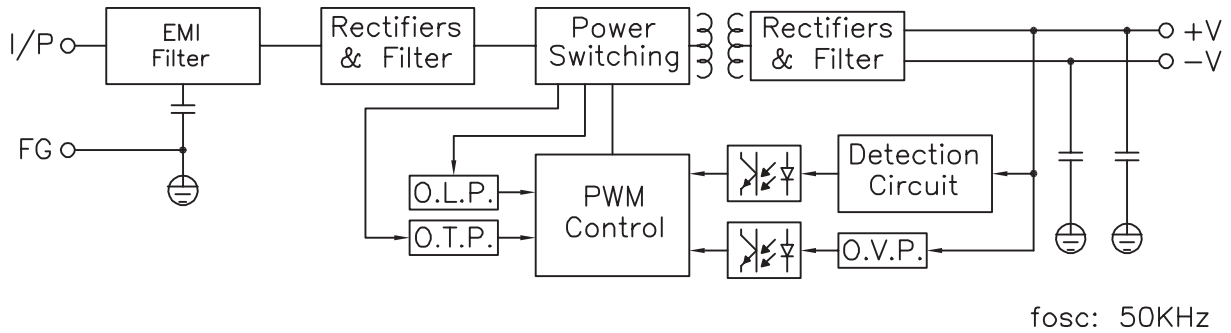 I/P
EMI
Filter
Rectifiers
& Filter
Power
Switching
Rectifiers
& Filter
+V
-V
FG
O.L.P.
O.T.P.
PWM
Control
Detection
Circuit
O.V.P.
fosc: 50KHz